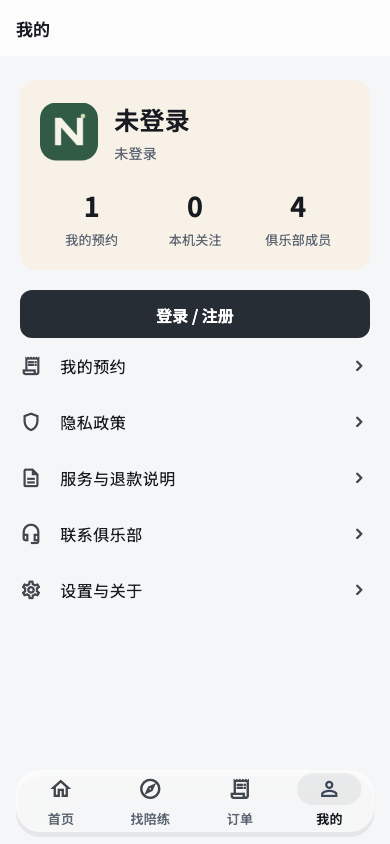 我的
N
未登录
未登录
1
0
4
我的预约
本机关注
俱乐部成员
登录 / 注册
我的预约
隐私政策
服务与退款说明
联系俱乐部
设置与关于
首页
找陪练
订单
我的